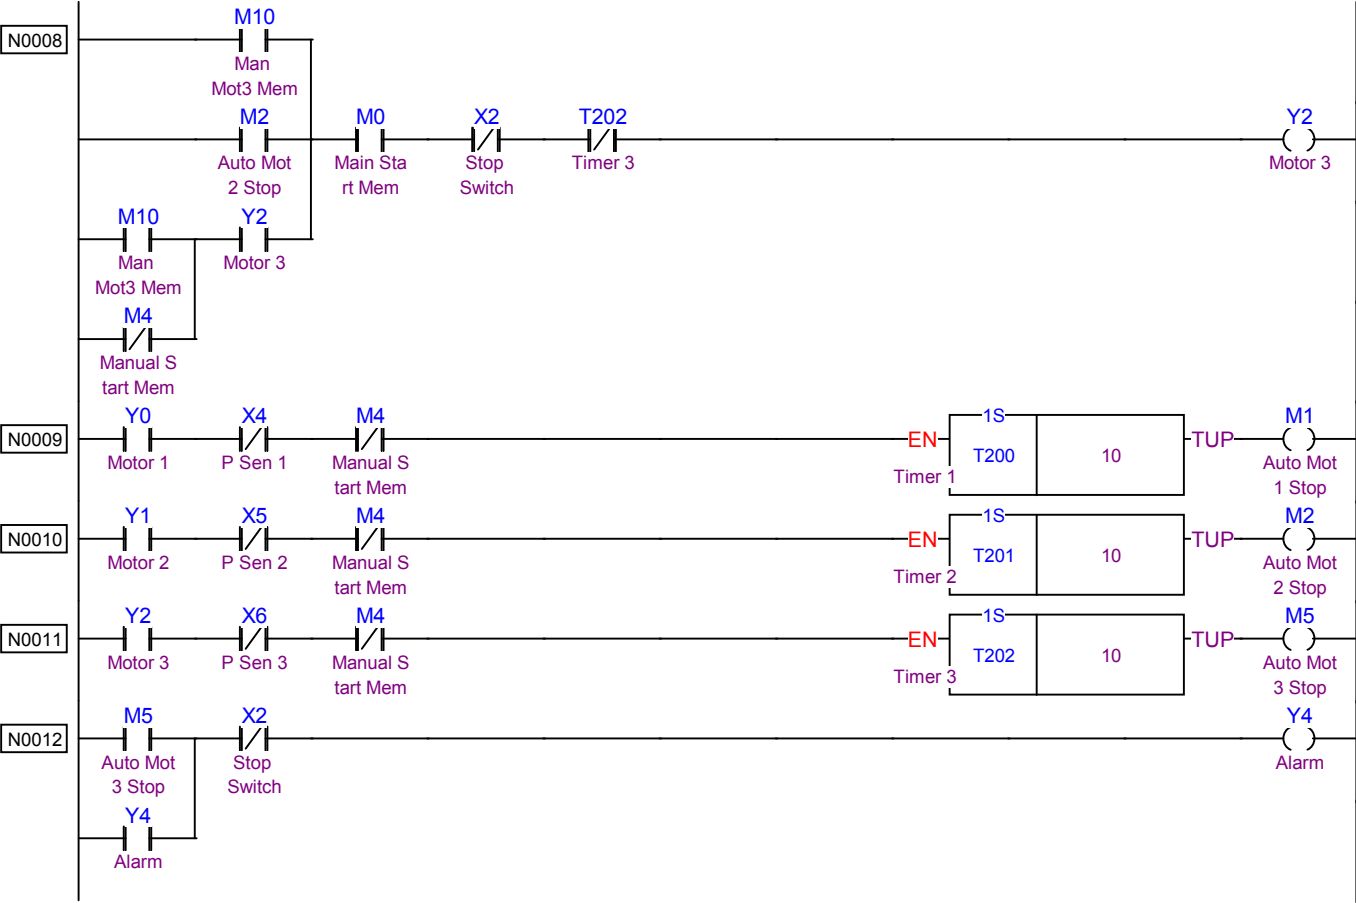 M10
N0008
Man
Mot3 Mem
M2 M0 X2 T202 Y2
Auto Mot Main Sta Stop Timer 3 Motor 3
2 Stop rt Mem Switch
M10 Y2
Man Motor 3
Mot3 Mem
M4
Manual S
tart Mem
Y0 X4 M4 1S M1
N0009 EN TUP
T200 10
Motor 1 P Sen 1 Manual S Timer 1 Auto Mot
tart Mem 1 Stop
Y1 X5 M4 1S M2
N0010 EN TUP
T201 10
Motor 2 P Sen 2 Manual S Timer 2 Auto Mot
tart Mem 2 Stop
Y2 X6 M4 1S M5
N0011 EN TUP
T202 10
Motor 3 P Sen 3 Manual S Timer 3 Auto Mot
tart Mem 3 Stop
M5 X2 Y4
N0012
Auto Mot Stop Alarm
3 Stop Switch
Y4
Alarm